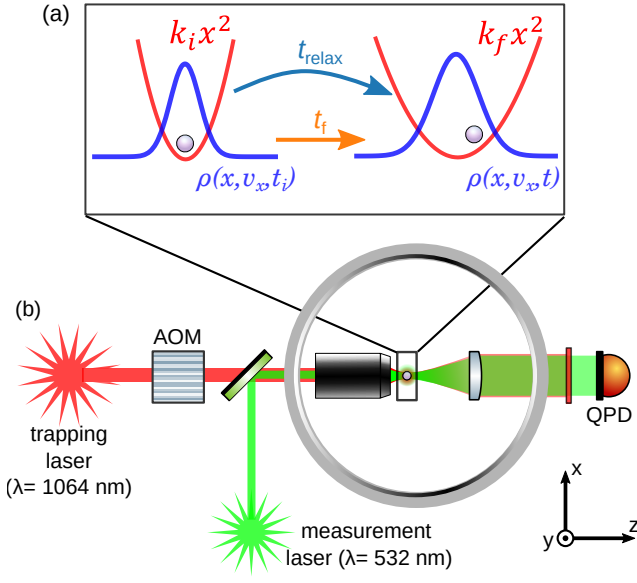 (a)
k_i x^2
k_f x^2
t_relax
t_f
ρ(x,v_x,t_i)
ρ(x,v_x,t)
(b)
AOM
trapping
laser
(λ= 1064 nm)
measurement
laser (λ= 532 nm)
QPD
x
y
z